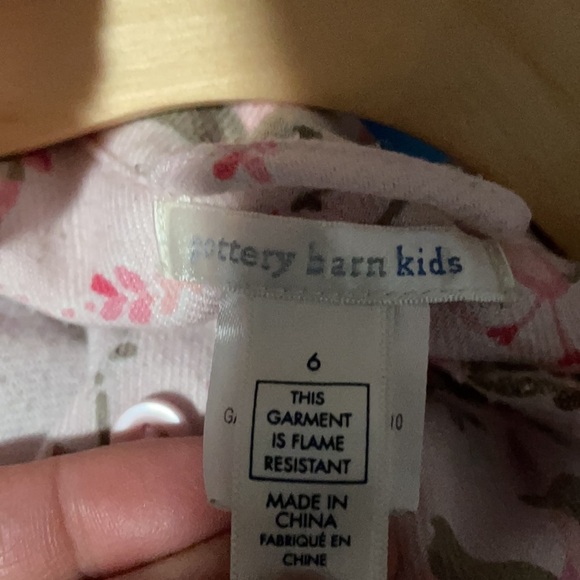 pottery barn kids
6
THIS
GARMENT
IS FLAME
RESISTANT
MADE IN
CHINA
FABRIQUÉ EN
CHINE